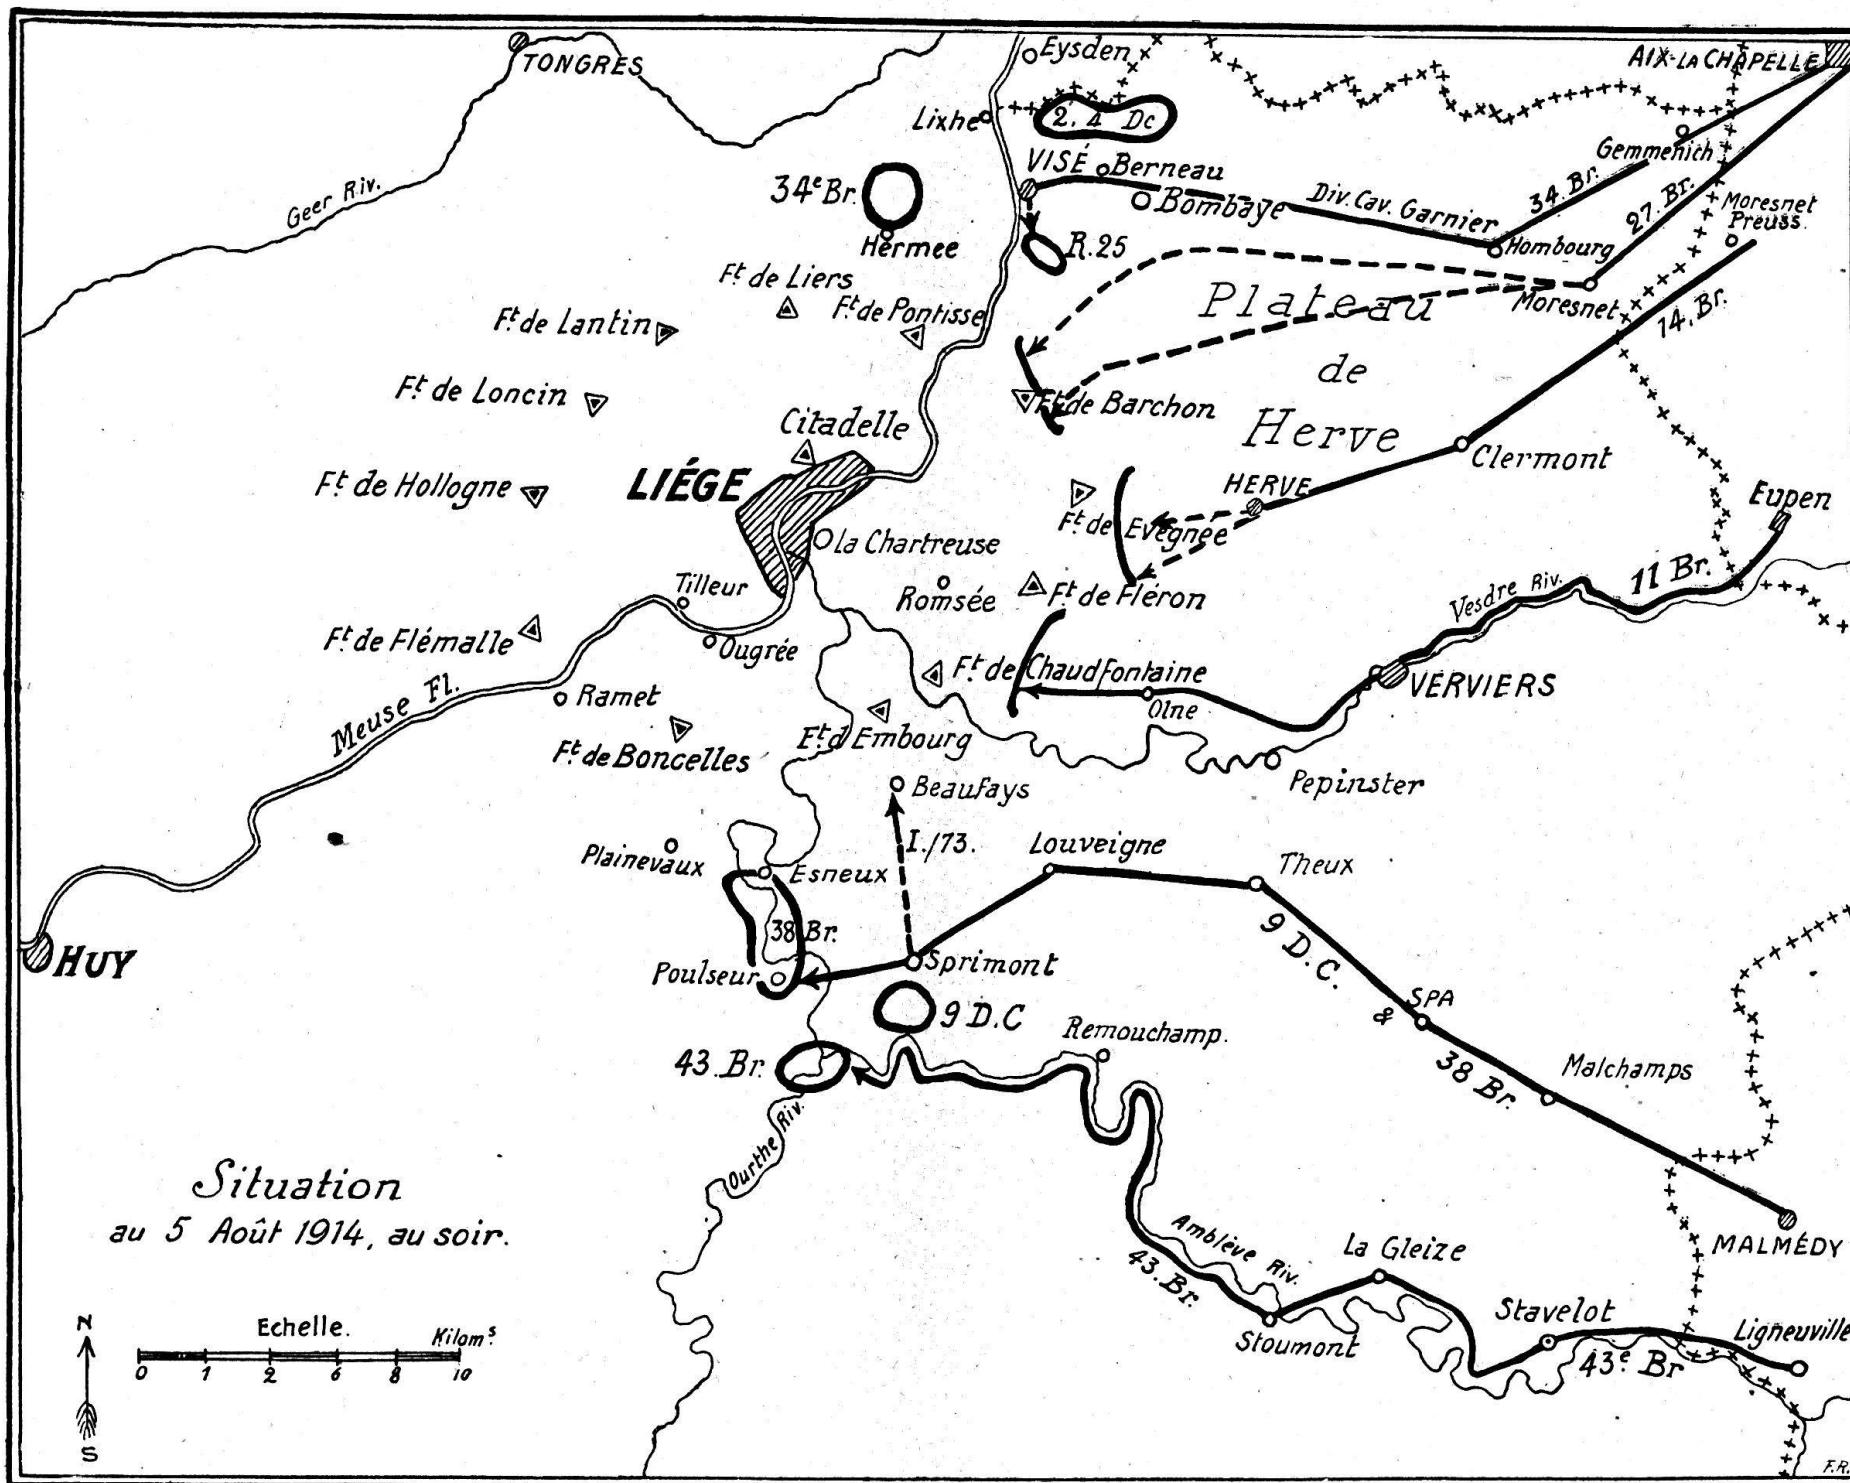 TONGRES
Eysden
AIX-LA CHAPELLE
Lixhe
2. 4 Dc
Gemmenich
VISÉ
Berneau
34e Br.
Bombaye
Div. Cav. Garnier
34. Br.
27. Br.
Moresnet
Preuss.
Geer Riv.
Hermee
R.25
Hombourg
Ft de Liers
Ft de Pontisse
Plateau
Moresnet
14. Br.
Ft de Lantin
de
Ft de Loncin
Ft de Barchon
Citadelle
Herve
Clermont
Ft de Hollogne
LIÉGE
HERVE
Eupen
Ft de Evegnée
La Chartreuse
Tilleur
Romsée
Ft de Fléron
Vesdre Riv.
11 Br.
Ft de Flémalle
Ougrée
Ft de Chaudfontaine
VERVIERS
Meuse Fl.
Ramet
Olne
Ft de Boncelles
Et. d Embourg
Pepinster
Beaufays
I./73.
Louveigne
Plainevaux
Esneux
Theux
38 Br.
9 D.C.
HUY
Poulseur
Sprimont
&
SPA
9 D.C
Remouchamp.
43. Br.
38 Br.
Malchamps
Ourthe Riv.
Situation
au 5 Août 1914, au soir.
Amblève Riv.
43. Br.
La Gleize
MALMÉDY
Stavelot
Ligneuville
Stoumont
43e Br
N
S
Echelle.
Kiloms.
0 1 2 6 8 10
F.R.